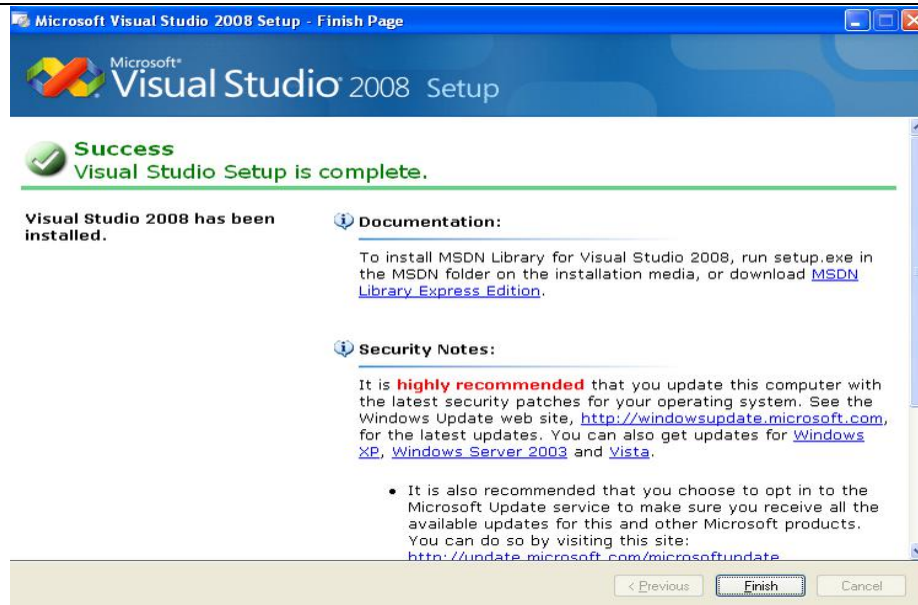 Microsoft Visual Studio 2008 Setup - Finish Page
Microsoft®
Visual Studio® 2008 Setup
Success
Visual Studio Setup is complete.
Visual Studio 2008 has been
installed.
Documentation:
To install MSDN Library for Visual Studio 2008, run setup.exe in
the MSDN folder on the installation media, or download MSDN
Library Express Edition.
Security Notes:
It is highly recommended that you update this computer with
the latest security patches for your operating system. See the
Windows Update web site, http://windowsupdate.microsoft.com,
for the latest updates. You can also get updates for Windows
XP, Windows Server 2003 and Vista.
• It is also recommended that you choose to opt in to the
Microsoft Update service to make sure you receive all the
available updates for this and other Microsoft products.
You can do so by visiting this site:
http://update.microsoft.com/microsoftupdate
< Previous
Finish
Cancel